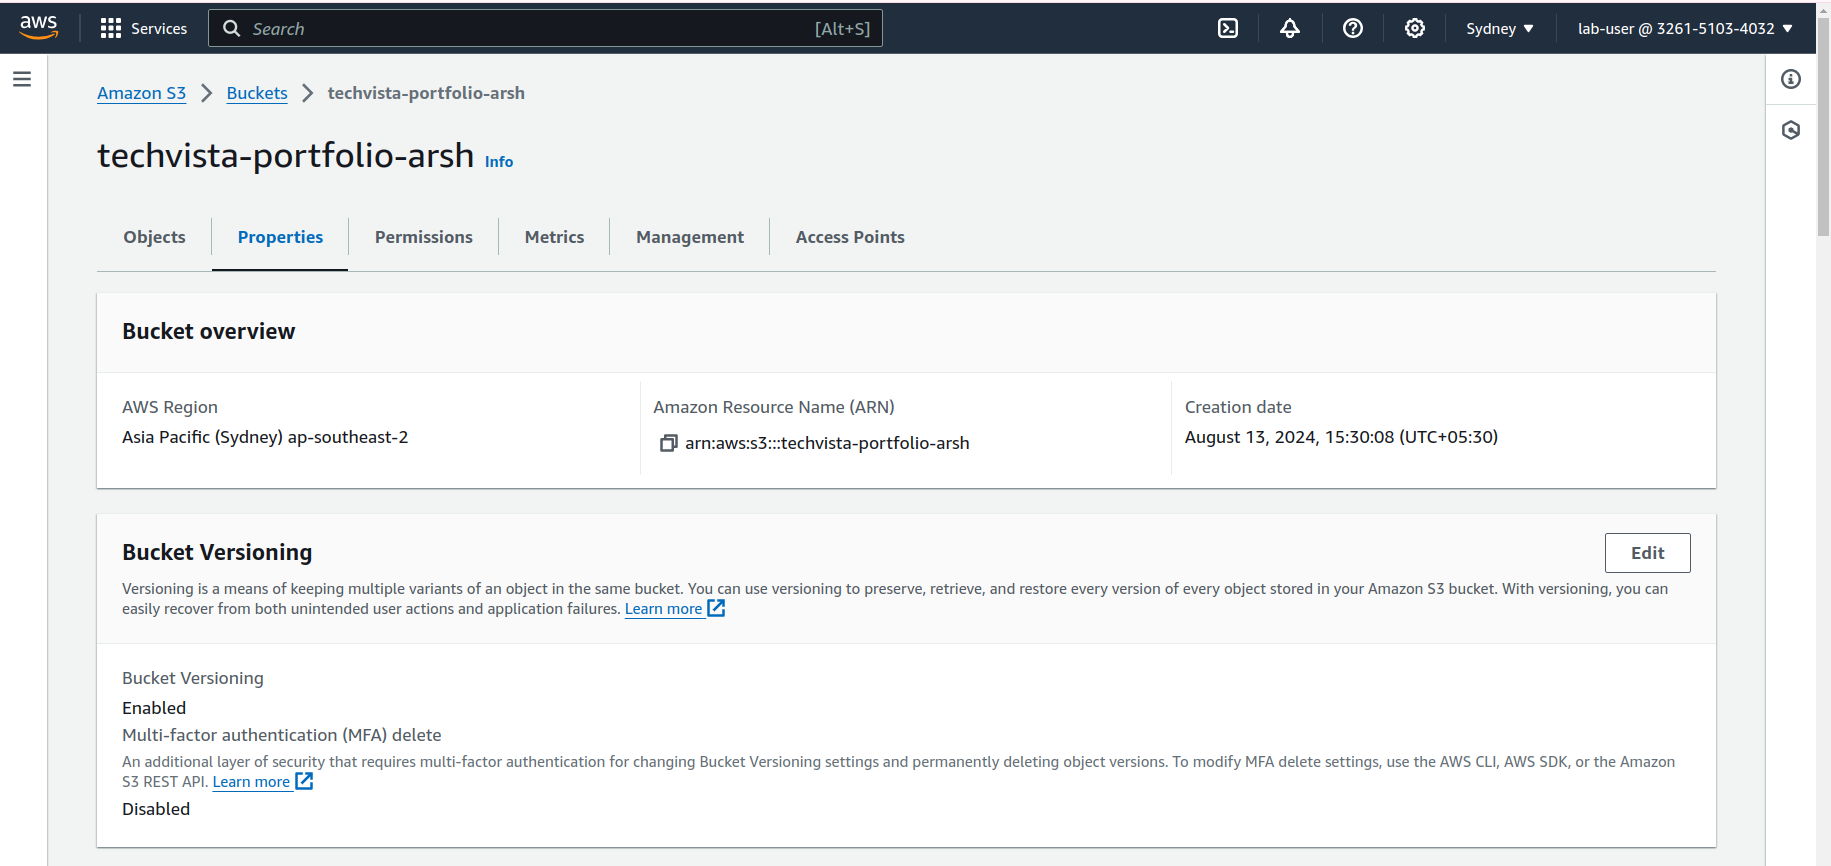 aws Services Search [Alt+S] Sydney lab-user @ 3261-5103-4032
Amazon S3 Buckets techvista-portfolio-arsh
techvista-portfolio-arsh Info
Objects Properties Permissions Metrics Management Access Points
Bucket overview
AWS Region Amazon Resource Name (ARN) Creation date
Asia Pacific (Sydney) ap-southeast-2 arn:aws:s3:::techvista-portfolio-arsh August 13, 2024, 15:30:08 (UTC+05:30)
Bucket Versioning Edit
Versioning is a means of keeping multiple variants of an object in the same bucket. You can use versioning to preserve, retrieve, and restore every version of every object stored in your Amazon S3 bucket. With versioning, you can
easily recover from both unintended user actions and application failures. Learn more
Bucket Versioning
Enabled
Multi-factor authentication (MFA) delete
An additional layer of security that requires multi-factor authentication for changing Bucket Versioning settings and permanently deleting object versions. To modify MFA delete settings, use the AWS CLI, AWS SDK, or the Amazon
S3 REST API. Learn more
Disabled